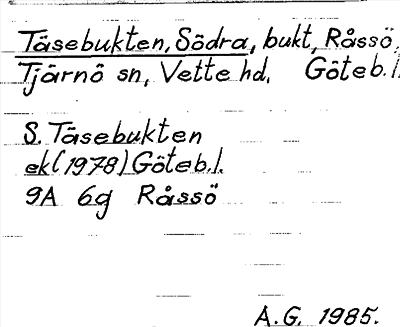 Täsebukten, Södra, bukt, Råssö,
Tjärnö sn, Vette hd, Göteb. l.
S. Täsebukten
ek (1978) Göteb. l.
9A 6g Råssö
A.G. 1985.